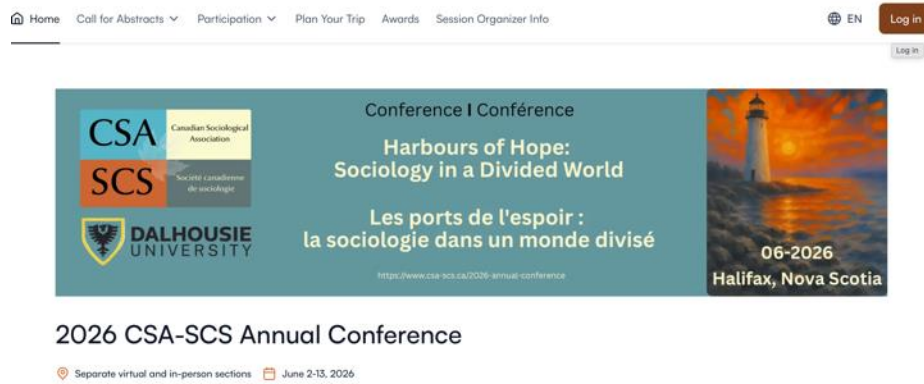 Home Call for Abstracts Participation Plan Your Trip Awards Session Organizer Info EN Log in
Log in
CSA Canadian Sociological Association
SCS Société canadienne de sociologie
DALHOUSIE UNIVERSITY
Conference I Conférence
Harbours of Hope:
Sociology in a Divided World
Les ports de l'espoir :
la sociologie dans un monde divisé
https://www.csa-scs.ca/2026-annual-conference
06-2026
Halifax, Nova Scotia
2026 CSA-SCS Annual Conference
Separate virtual and in-person sections June 2-13, 2026